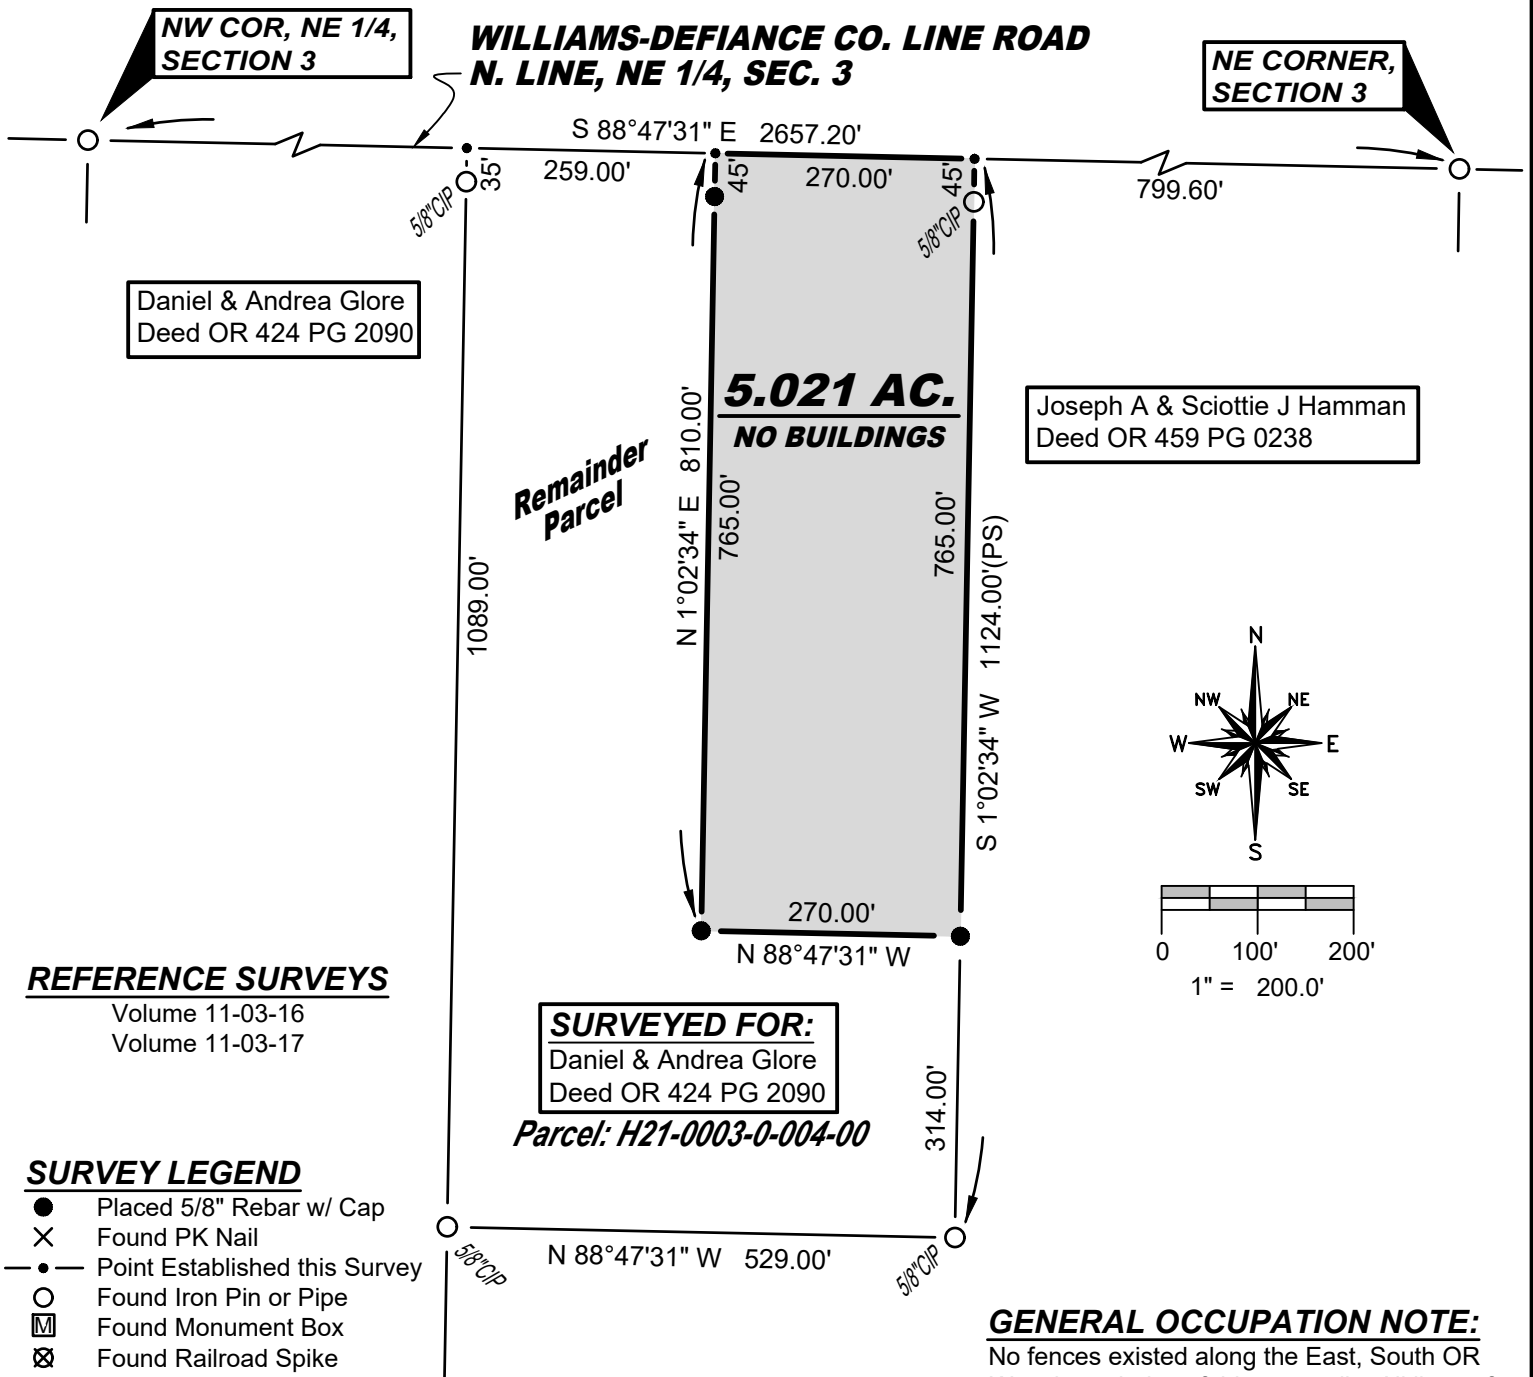 NW COR, NE 1/4,
SECTION 3
WILLIAMS-DEFIANCE CO. LINE ROAD
N. LINE, NE 1/4, SEC. 3
NE CORNER,
SECTION 3
S 88°47'31" E 2657.20'
35'
259.00'
45'
270.00'
45'
799.60'
5/8"CIP
5/8"CIP
Daniel & Andrea Glore
Deed OR 424 PG 2090
5.021 AC.
NO BUILDINGS
Joseph A & Sciottie J Hamman
Deed OR 459 PG 0238
Remainder
Parcel
N 1°02'34" E 810.00'
765.00'
765.00'
S 1°02'34" W 1124.00'(PS)
1089.00'
N
NW
NE
W
E
SW
SE
S
270.00'
N 88°47'31" W
0 100' 200'
1" = 200.0'
REFERENCE SURVEYS
Volume 11-03-16
Volume 11-03-17
SURVEYED FOR:
Daniel & Andrea Glore
Deed OR 424 PG 2090
Parcel: H21-0003-0-004-00
314.00'
SURVEY LEGEND
Placed 5/8" Rebar w/ Cap
Found PK Nail
Point Established this Survey
Found Iron Pin or Pipe
M Found Monument Box
Found Railroad Spike
5/8"CIP
N 88°47'31" W 529.00'
5/8"CIP
GENERAL OCCUPATION NOTE:
No fences existed along the East, South OR